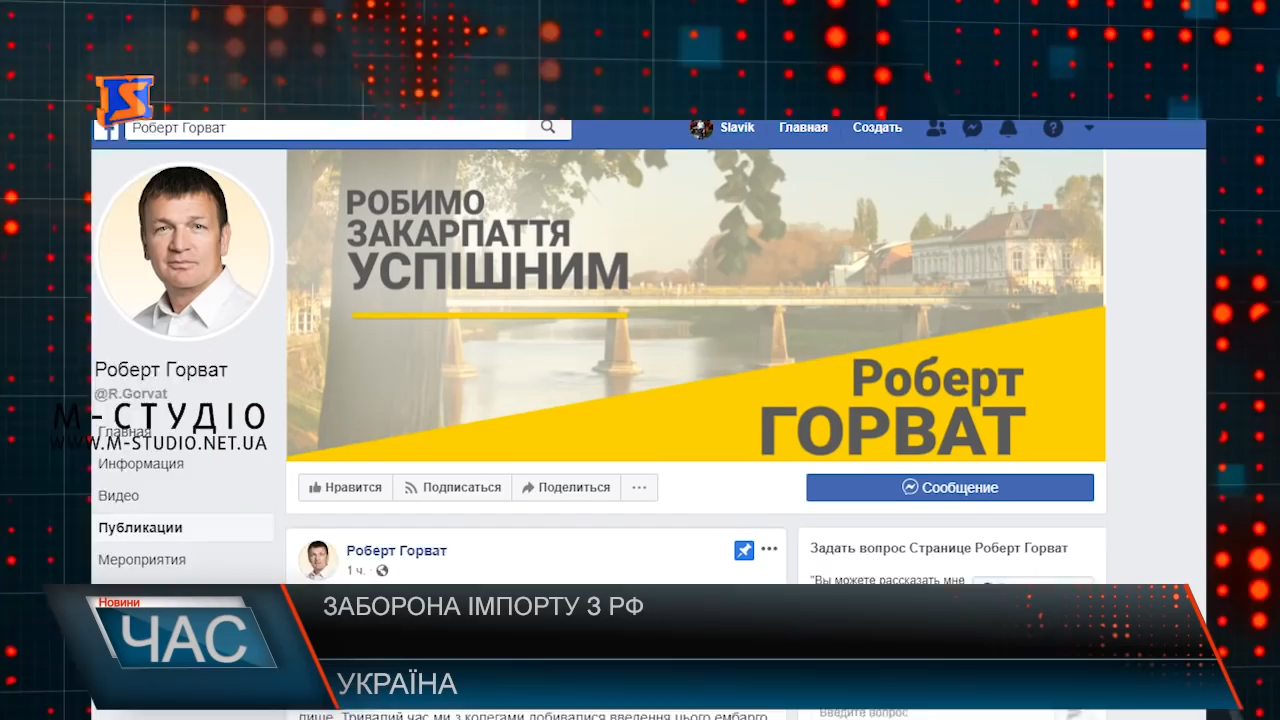 Роберт Горват
Slavik
Главная
Создать
РОБИМО
ЗАКАРПАТТЯ
УСПІШНИМ
Роберт
ГОРВАТ
Роберт Горват
@R.Gorvat
М-СТУДІО
Главная
WWW.M-STUDIO.NET.UA
Информация
Видео
Публикации
Мероприятия
Нравится
Подписаться
Поделиться
Сообщение
Роберт Горват
1 ч.
Задать вопрос Странице Роберт Горват
"Вы можете рассказать мне
Новини
ЧАС
ЗАБОРОНА ІМПОРТУ З РФ
УКРАЇНА
лише. Тривалий час ми з колегами добивалися введення цього ембарго
Введите вопрос